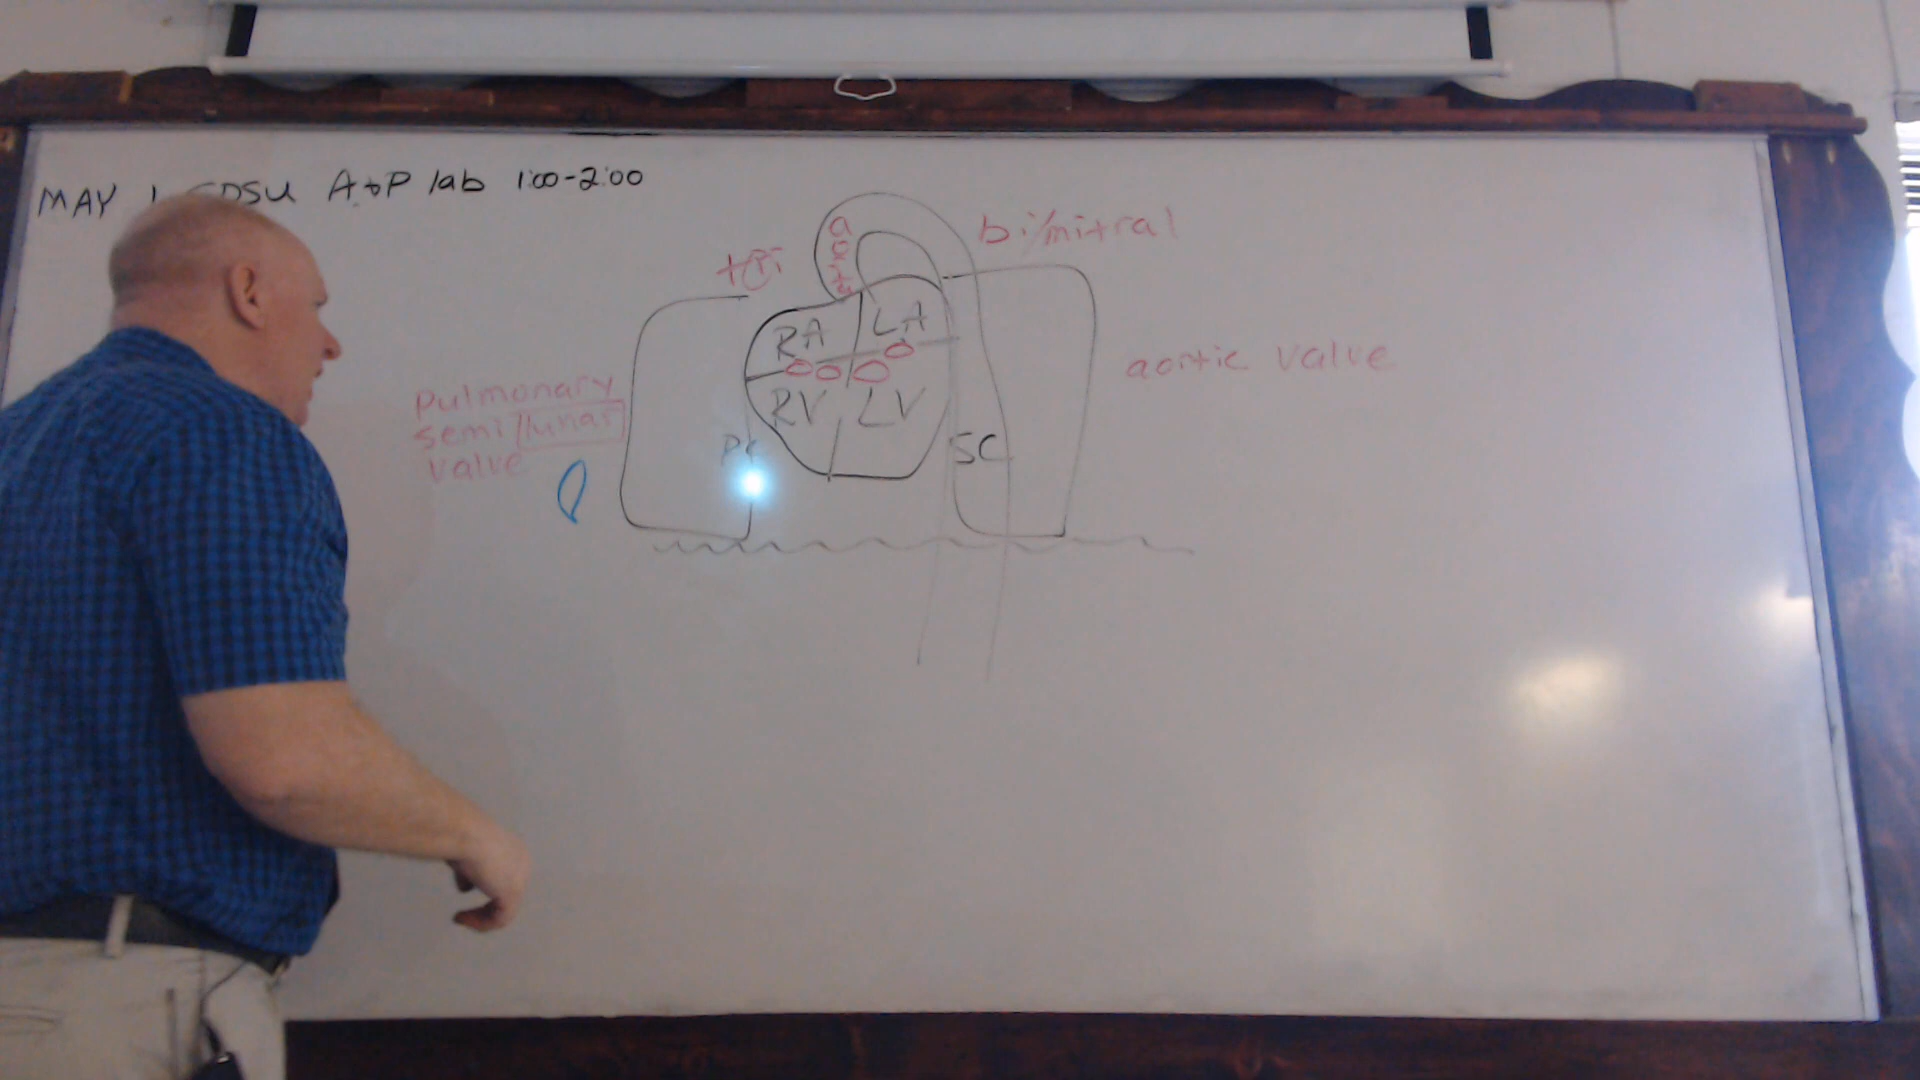 MAY 1 SDSU A+P lab 1:00-2:00
bi/mitral
tri
aorta
RA LA
aortic valve
Pulmonary
semi/lunar
valve
RV LV
SC